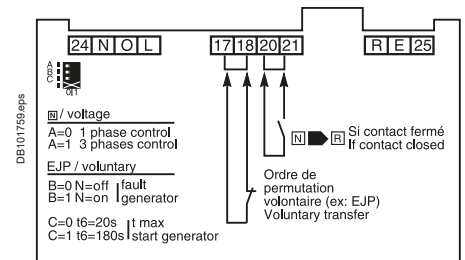 24 N O L 17 18 20 21 R E 25
A
B
C
0 1
N / voltage
A=0 1 phase control
A=1 3 phases control
EJP / voluntary
B=0 N=off fault
B=1 N=on generator
C=0 t6=20s t max
C=1 t6=180s start generator
N R Si contact fermé
If contact closed
Ordre de
permutation
volontaire (ex: EJP)
Voluntary transfer
DB101759.eps